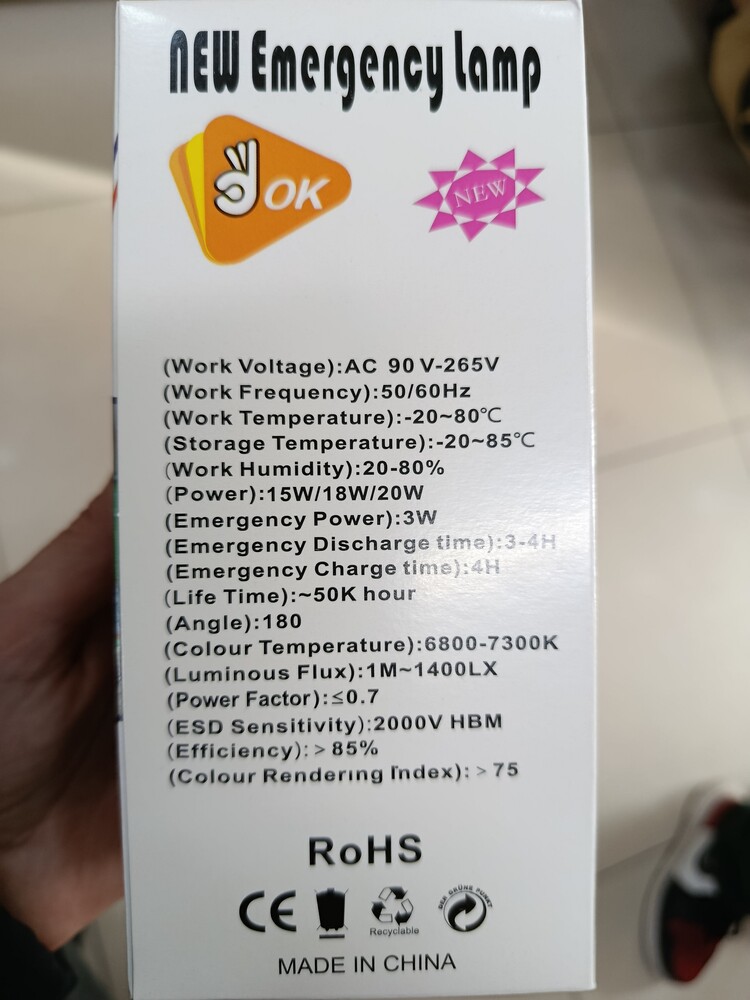 NEW Emergency Lamp
OK
NEW
(Work Voltage):AC 90V-265V
(Work Frequency):50/60Hz
(Work Temperature):-20~80℃
(Storage Temperature):-20~85℃
(Work Humidity):20-80%
(Power):15W/18W/20W
(Emergency Power):3W
(Emergency Discharge time):3-4H
(Emergency Charge time):4H
(Life Time):~50K hour
(Angle):180
(Colour Temperature):6800-7300K
(Luminous Flux):1M~1400LX
(Power Factor):≤0.7
(ESD Sensitivity):2000V HBM
(Efficiency):>85%
(Colour Rendering Index):>75
RoHS
CE
Recyclable
DER GRÜNE PUNKT
MADE IN CHINA